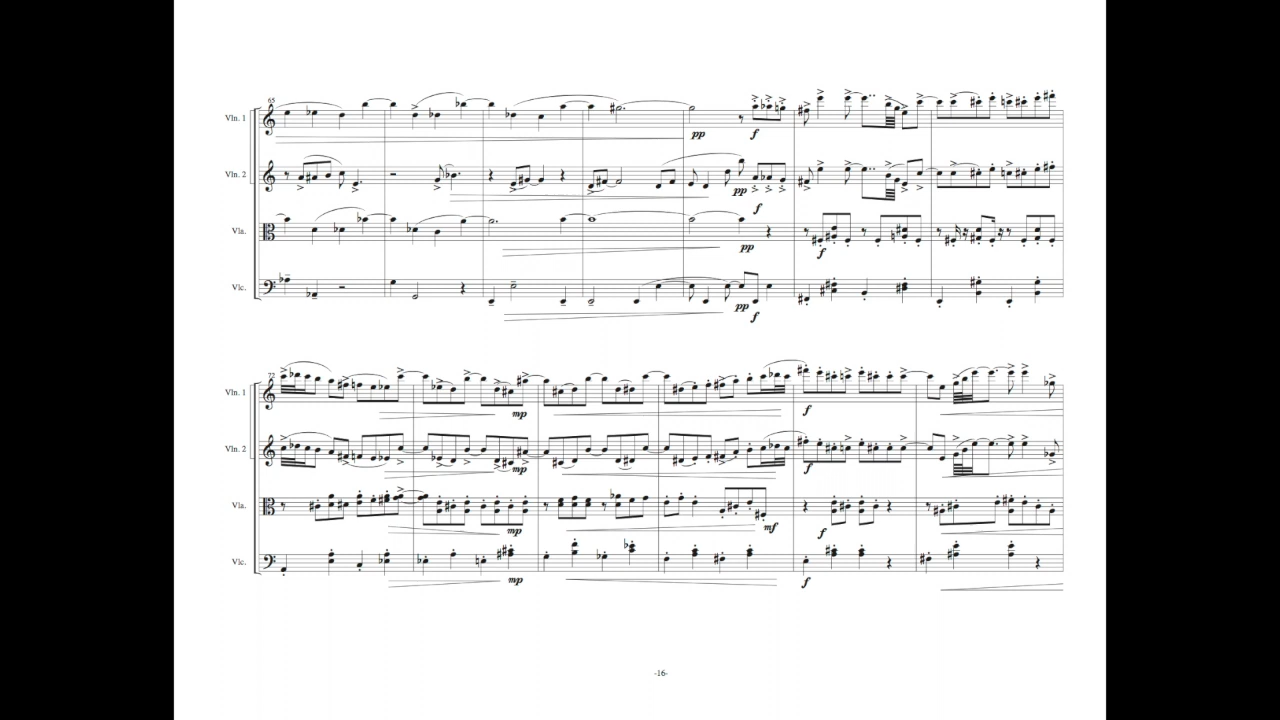 65
Vln. 1
pp f
Vln. 2
pp f
Vla.
pp f
Vlc.
pp f
72
Vln. 1
mp f
Vln. 2
mp f
Vla.
mp mf f
Vlc.
mp f
-16-